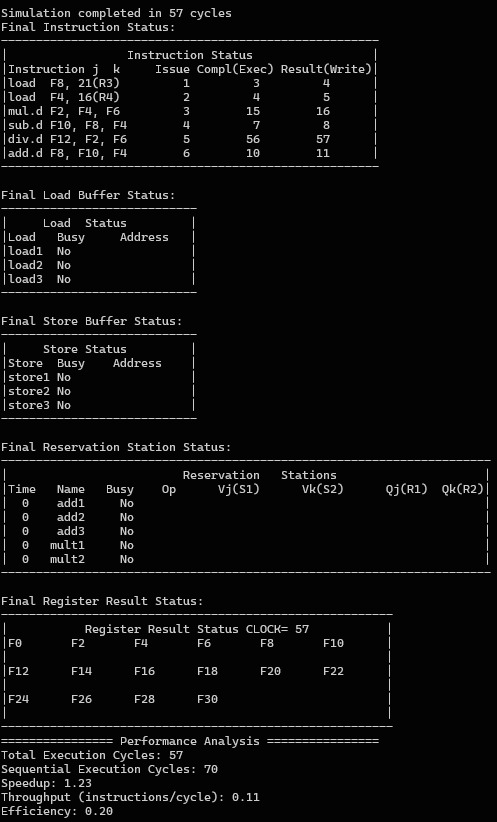 Simulation completed in 57 cycles
Final Instruction Status:
|                 Instruction Status                 |
|Instruction j  k      Issue Compl(Exec) Result(Write)|
|load  F8, 21(R3)          1         3         4      |
|load  F4, 16(R4)          2         4         5      |
|mul.d F2, F4, F6          3        15        16      |
|sub.d F10, F8, F4         4         7         8      |
|div.d F12, F2, F6         5        56        57      |
|add.d F8, F10, F4         6        10        11      |
Final Load Buffer Status:
|     Load  Status         |
|Load   Busy     Address   |
|load1  No                 |
|load2  No                 |
|load3  No                 |
Final Store Buffer Status:
|     Store Status         |
|Store  Busy    Address    |
|store1 No                 |
|store2 No                 |
|store3 No                 |
Final Reservation Station Status:
|                         Reservation   Stations                     |
|Time   Name   Busy    Op      Vj(S1)      Vk(S2)      Qj(R1)  Qk(R2)|
|  0    add1     No                                                  |
|  0    add2     No                                                  |
|  0    add3     No                                                  |
|  0   mult1     No                                                  |
|  0   mult2     No                                                  |
Final Register Result Status:
|           Register Result Status CLOCK= 57           |
|F0       F2       F4       F6       F8       F10      |
|F12      F14      F16      F18      F20      F22      |
|F24      F26      F28      F30                        |
================ Performance Analysis ================
Total Execution Cycles: 57
Sequential Execution Cycles: 70
Speedup: 1.23
Throughput (instructions/cycle): 0.11
Efficiency: 0.20